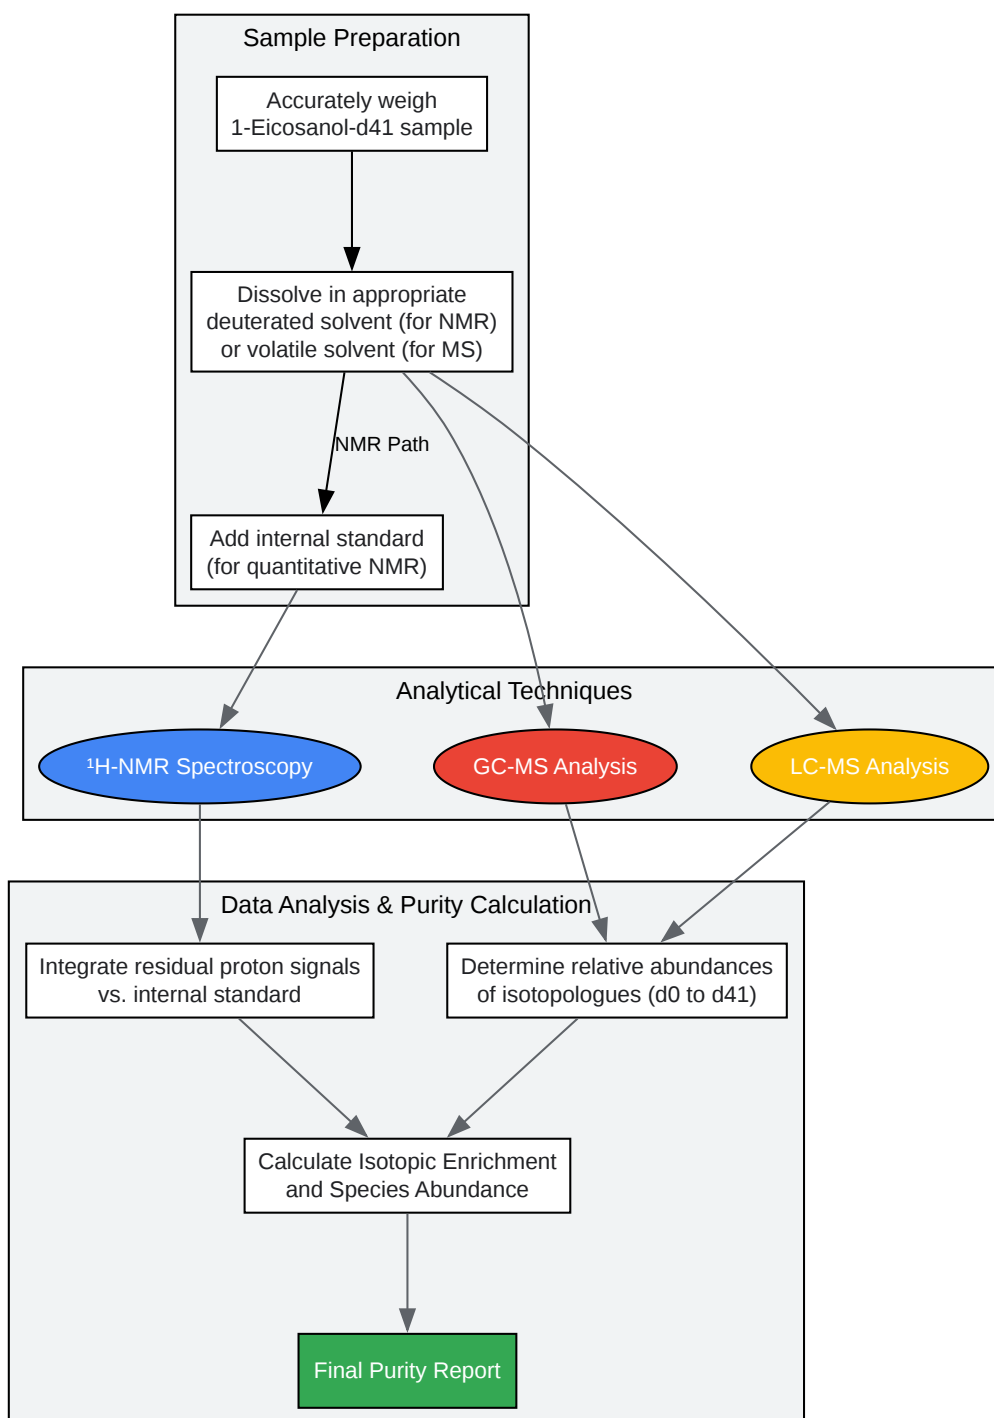 Sample Preparation
Accurately weigh
1-Eicosanol-d41 sample
Dissolve in appropriate
deuterated solvent (for NMR)
or volatile solvent (for MS)
NMR Path
Add internal standard
(for quantitative NMR)
Analytical Techniques
¹H-NMR Spectroscopy
GC-MS Analysis
LC-MS Analysis
Data Analysis & Purity Calculation
Integrate residual proton signals
vs. internal standard
Determine relative abundances
of isotopologues (d0 to d41)
Calculate Isotopic Enrichment
and Species Abundance
Final Purity Report